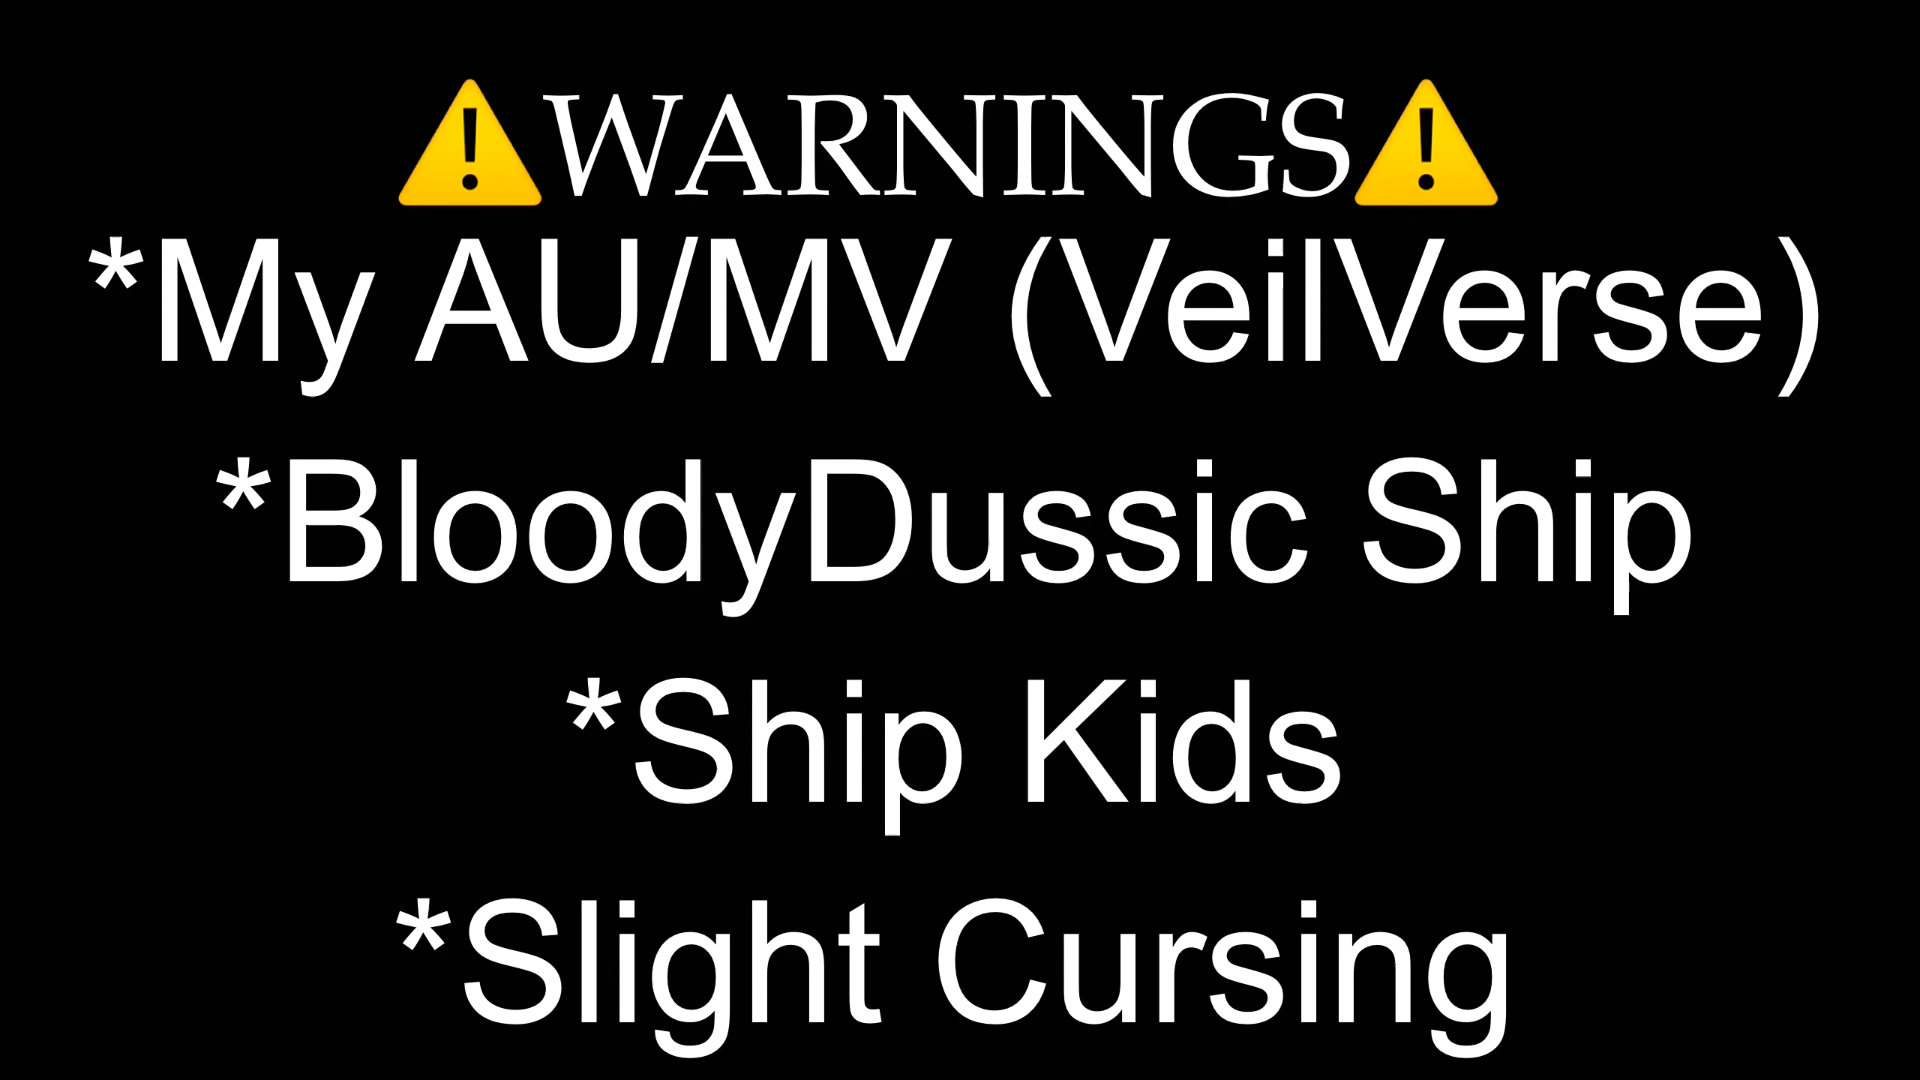 ⚠️WARNINGS⚠️
*My AU/MV (VeilVerse)
*BloodyDussic Ship
*Ship Kids
*Slight Cursing